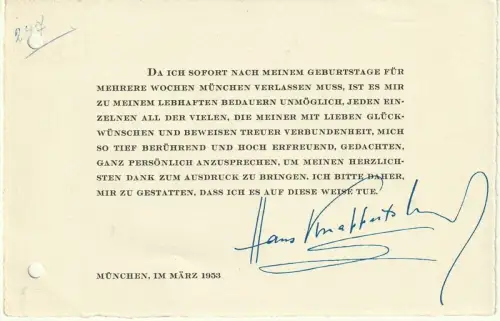 247
DA ICH SOFORT NACH MEINEM GEBURTSTAGE FÜR
MEHRERE WOCHEN MÜNCHEN VERLASSEN MUSS, IST ES MIR
ZU MEINEM LEBHAFTEN BEDAUERN UNMÖGLICH, JEDEN EIN-
ZELNEN ALL DER VIELEN, DIE MEINER MIT LIEBEN GLÜCK-
WÜNSCHEN UND BEWEISEN TREUER VERBUNDENHEIT, MICH
SO TIEF BERÜHREND UND HOCH ERFREUEND, GEDACHTEN,
GANZ PERSÖNLICH ANZUSPRECHEN, UM MEINEN HERZLICH-
STEN DANK ZUM AUSDRUCK ZU BRINGEN. ICH BITTE DAHER,
MIR ZU GESTATTEN, DASS ICH ES AUF DIESE WEISE TUE.
Hans Knappertsbusch
MÜNCHEN, IM MÄRZ 1953